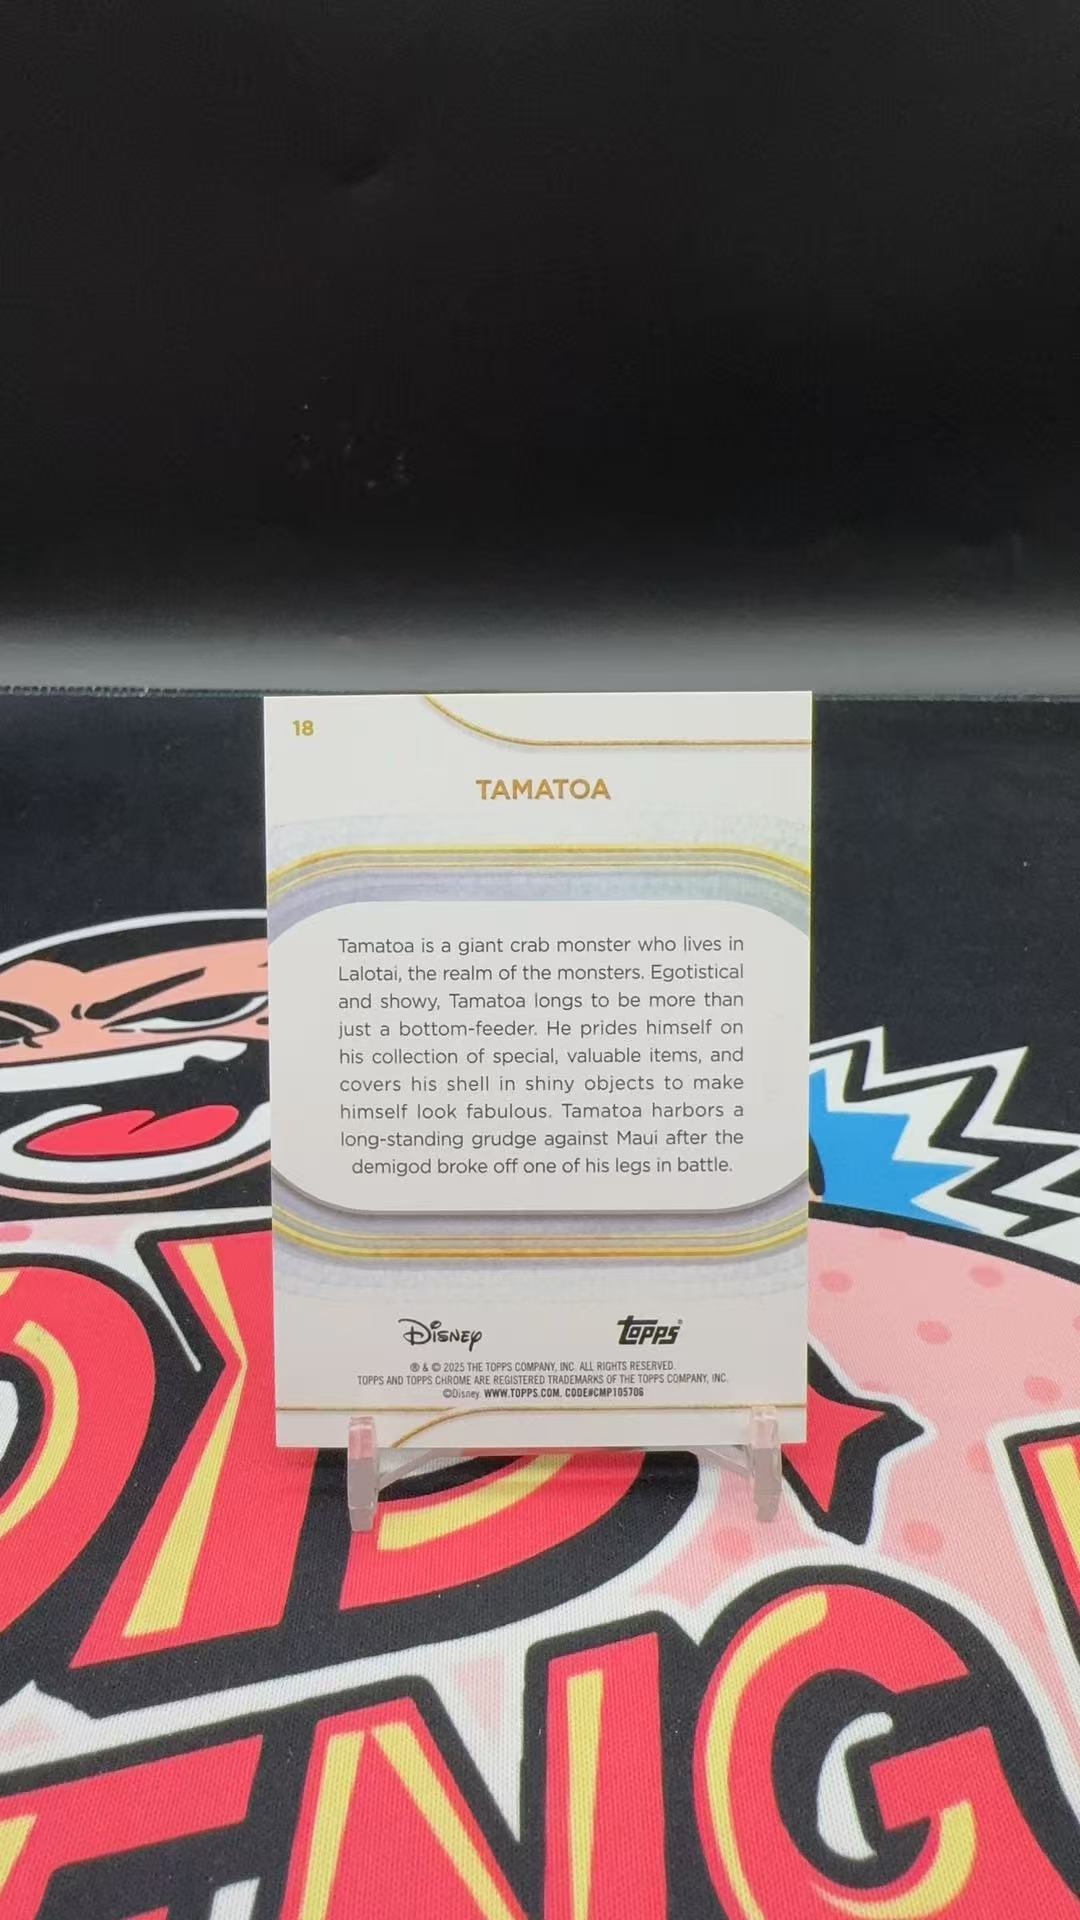 18
TAMATOA
Tamatoa is a giant crab monster who lives in
Lalotai, the realm of the monsters. Egotistical
and showy, Tamatoa longs to be more than
just a bottom-feeder. He prides himself on
his collection of special, valuable items, and
covers his shell in shiny objects to make
himself look fabulous. Tamatoa harbors a
long-standing grudge against Maui after the
demigod broke off one of his legs in battle.
Disney topps
® & © 2025 THE TOPPS COMPANY, INC. ALL RIGHTS RESERVED.
TOPPS AND TOPPS CHROME ARE REGISTERED TRADEMARKS OF THE TOPPS COMPANY, INC.
©Disney. WWW.TOPPS.COM. CODE#CMP105706